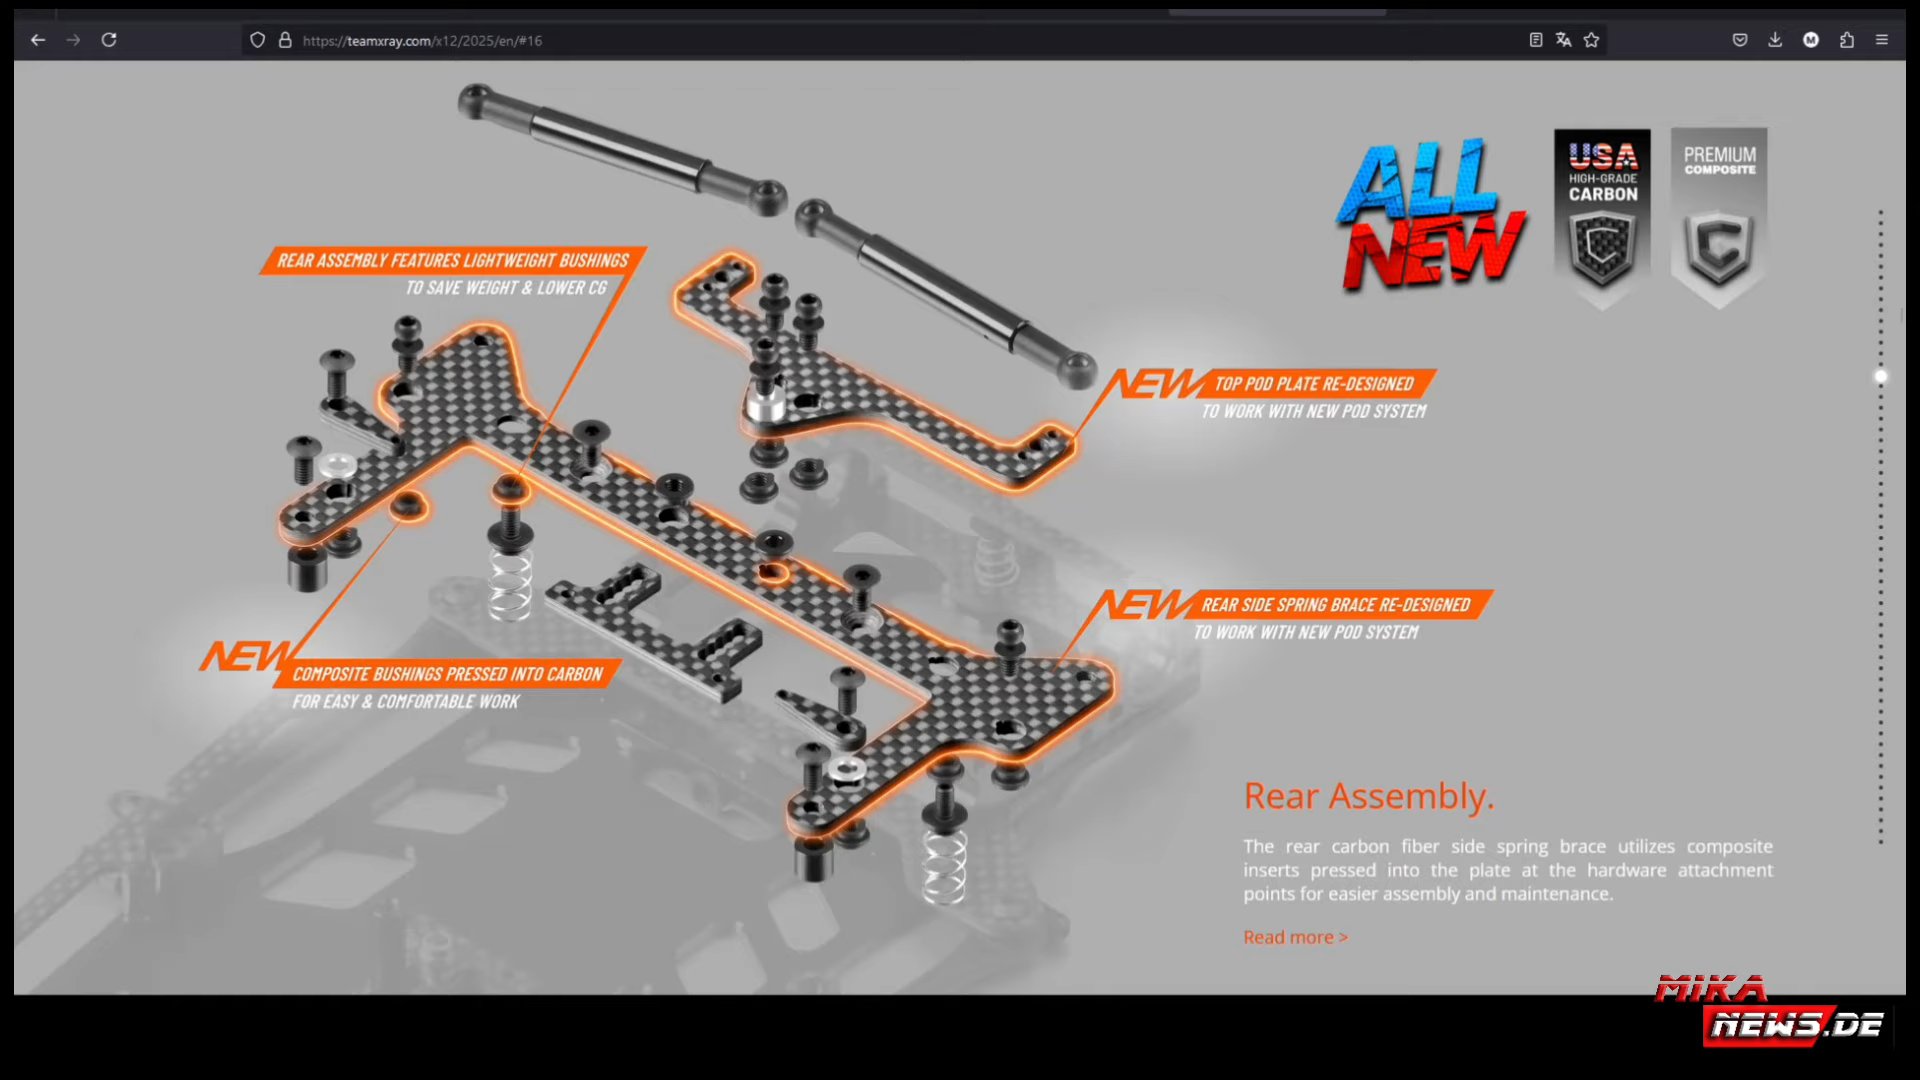 https://teamxray.com/x12/2025/en/#16
M
ALL
NEW
USA
HIGH-GRADE
CARBON
PREMIUM
COMPOSITE
REAR ASSEMBLY FEATURES LIGHTWEIGHT BUSHINGS
TO SAVE WEIGHT & LOWER CG
NEW TOP POD PLATE RE-DESIGNED
TO WORK WITH NEW POD SYSTEM
NEW REAR SIDE SPRING BRACE RE-DESIGNED
TO WORK WITH NEW POD SYSTEM
NEW
COMPOSITE BUSHINGS PRESSED INTO CARBON
FOR EASY & COMFORTABLE WORK
Rear Assembly.
The rear carbon fiber side spring brace utilizes composite
inserts pressed into the plate at the hardware attachment
points for easier assembly and maintenance.
Read more >
MIKA
NEWS.DE